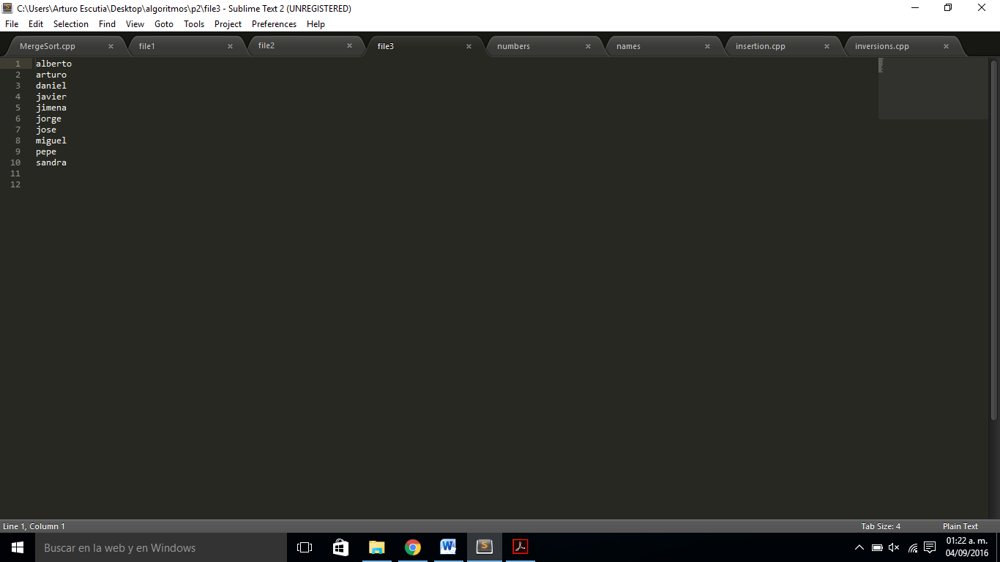 C:\Users\Arturo Escutia\Desktop\algoritmos\p2\file3 - Sublime Text 2 (UNREGISTERED)
File Edit Selection Find View Goto Tools Project Preferences Help
MergeSort.cpp × file1 × file2 × file3 × numbers × names × insertion.cpp × inversions.cpp ×
1 alberto
2 arturo
3 daniel
4 javier
5 jimena
6 jorge
7 jose
8 miguel
9 pepe
10 sandra
11
12
Line 1, Column 1 Tab Size: 4 Plain Text
Buscar en la web y en Windows
01:22 a. m.
04/09/2016